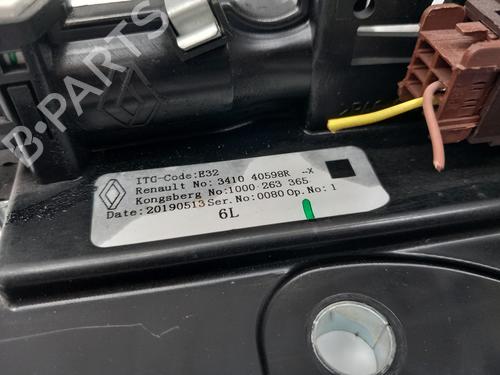 B-PARTS
ITG-Code:E32
Renault No:3410 40598R -X
Kongsberg No:1000 263 365
Date:20190513 Ser.No:0080 Op.No:1
6L